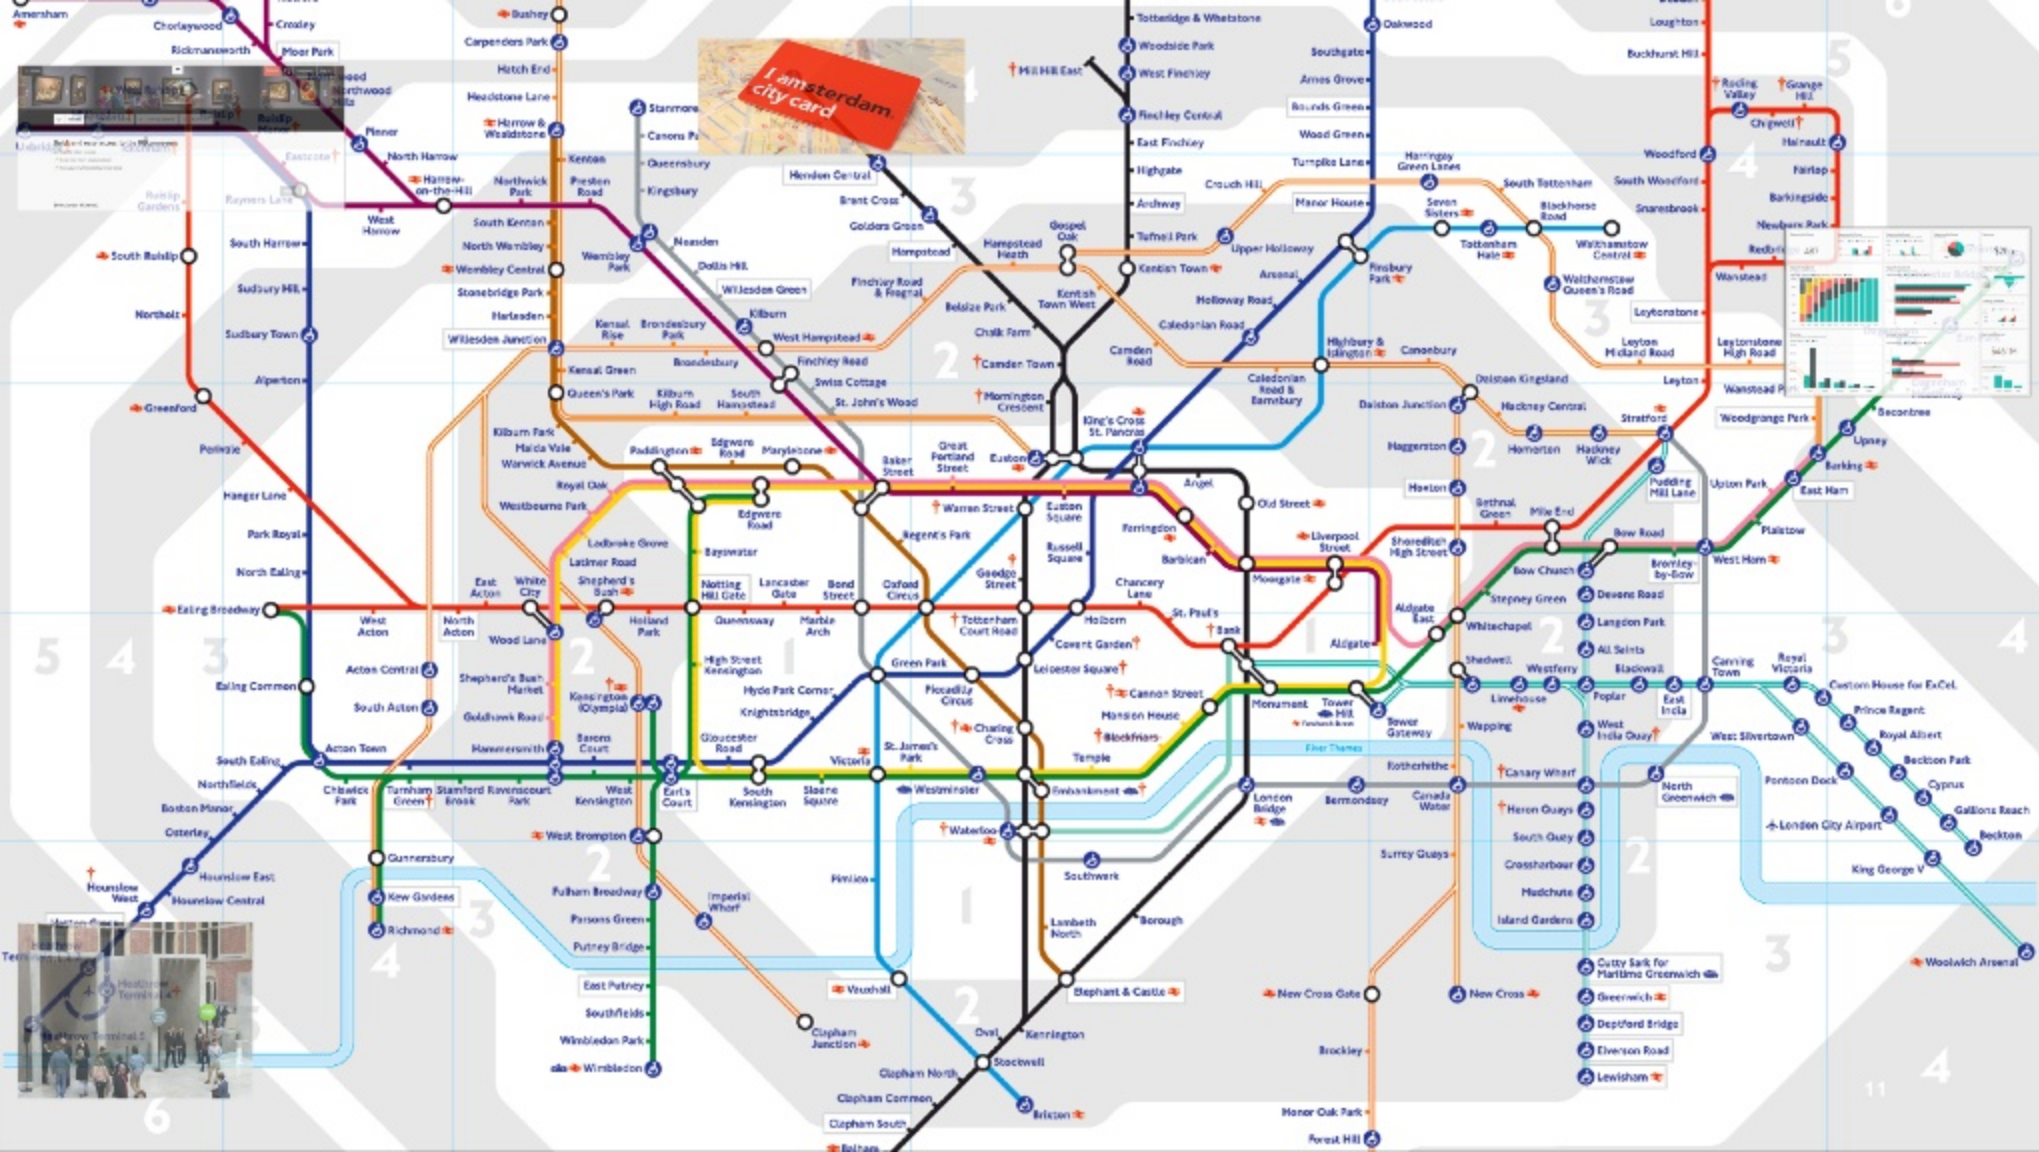 Amersham
Chorleywood
Rickmansworth
Croxley
Moor Park
Northwood
Hills
Pinner
North Harrow
Harrow-
on-the-Hill
West
Harrow
Eastcote
Rayners Lane
Ruislip
Gardens
South Ruislip
Northolt
Greenford
Perivale
Hanger Lane
Park Royal
North Ealing
South Harrow
Sudbury Hill
Sudbury Town
Alperton
Bushey
Carpenders Park
Hatch End
Headstone Lane
Harrow &
Wealdstone
Kenton
Northwick
Park
Preston
Road
South Kenton
North Wembley
Wembley Central
Stonebridge Park
Harlesden
Willesden Junction
Kensal Green
Queen's Park
Kilburn Park
Maida Vale
Warwick Avenue
Royal Oak
Westbourne Park
Ladbroke Grove
Latimer Road
Stanmore
Canons Pa
Queensbury
Kingsbury
Wembley
Park
Neasden
Dollis Hill
Willesden Green
Kilburn
West Hampstead
Finchley Road
Swiss Cottage
St. John's Wood
Kensal
Rise
Brondesbury
Park
Brondesbury
Kilburn
High Road
South
Hampstead
I amsterdam.
city card
Hendon Central
Brent Cross
Golders Green
Hampstead
Belsize Park
Chalk Farm
Camden Town
Mornington
Crescent
Finchley Road
& Frognal
Hampstead
Heath
Gospel
Oak
Kentish
Town West
Camden
Road
Totteridge & Whetstone
Woodside Park
West Finchley
Mill Hill East
Finchley Central
East Finchley
Highgate
Archway
Tufnell Park
Kentish Town
Crouch Hill
Upper Holloway
Harringay
Green Lanes
South Tottenham
Oakwood
Southgate
Arnos Grove
Bounds Green
Wood Green
Turnpike Lane
Manor House
Finsbury
Park
Arsenal
Holloway Road
Caledonian Road
Seven
Sisters
Tottenham
Hale
Blackhorse
Road
Walthamstow
Central
Walthamstow
Queen's Road
Leyton
Midland Road
Leytonstone
High Road
Wanstead P
Woodgrange Park
Loughton
Buckhurst Hill
Roding
Valley
Grange
Hill
Chigwell
Hainault
Fairlop
Barkingside
Newbury Park
Redbridge
Woodford
South Woodford
Snaresbrook
Wanstead
Leytonstone
Leyton
Stratford
Highbury &
Islington
Canonbury
Caledonian
Road &
Barnsbury
Dalston Kingsland
Dalston Junction
Hackney Central
Haggerston
Homerton
Hackney
Wick
Hoxton
Shoreditch
High Street
Pudding
Mill Lane
Upton Park
Becontree
Upney
Barking
East Ham
Plaistow
West Ham
Bromley-
by-Bow
Bow Road
Mile End
Bethnal
Green
Bow Church
Devons Road
Langdon Park
All Saints
Stepney Green
Whitechapel
Paddington
Edgware
Road
Marylebone
Edgware
Road
Baker
Street
Great
Portland
Street
Euston
King's Cross
St. Pancras
Angel
Old Street
Warren Street
Euston
Square
Farringdon
Barbican
Liverpool
Street
Moorgate
Regent's Park
Russell
Square
Goodge
Street
Bayswater
Notting
Hill Gate
Lancaster
Gate
Bond
Street
Oxford
Circus
Chancery
Lane
St. Paul's
Bank
Aldgate
East
Aldgate
Ealing Broadway
West
Acton
North
Acton
East
Acton
White
City
Shepherd's
Bush
Wood Lane
Holland
Park
Queensway
Marble
Arch
Tottenham
Court Road
Holborn
Covent Garden
Leicester Square
Acton Central
South Acton
Ealing Common
Shepherd's Bush
Market
Goldhawk Road
Hammersmith
Kensington
(Olympia)
High Street
Kensington
Hyde Park Corner
Knightsbridge
Green Park
Piccadilly
Circus
Charing
Cross
Cannon Street
Mansion House
Blackfriars
Monument
Tower
Hill
Tower
Gateway
Shadwell
Limehouse
Westferry
Poplar
Blackwall
East
India
Canning
Town
Royal
Victoria
Custom House for ExCeL
Prince Regent
Royal Albert
Beckton Park
Cyprus
Gallions Reach
Beckton
West Silvertown
Pontoon Dock
London City Airport
King George V
Woolwich Arsenal
Acton Town
South Ealing
Northfields
Boston Manor
Osterley
Hounslow East
Hounslow Central
Hounslow
West
Heathrow
Terminal 4
Heathrow Terminal 5
Chiswick
Park
Turnham
Green
Stamford
Brook
Ravenscourt
Park
Barons
Court
West
Kensington
Earl's
Court
Gloucester
Road
South
Kensington
Sloane
Square
Victoria
St. James's
Park
Westminster
Embankment
Temple
River Thames
Gunnersbury
Kew Gardens
Richmond
West Brompton
Fulham Broadway
Parsons Green
Putney Bridge
East Putney
Southfields
Wimbledon Park
Wimbledon
Imperial
Wharf
Clapham
Junction
Pimlico
Vauxhall
Waterloo
Southwark
Lambeth
North
Elephant & Castle
Borough
London
Bridge
Bermondsey
Canada
Water
Wapping
Rotherhithe
Surrey Quays
New Cross Gate
New Cross
Brockley
Honor Oak Park
Forest Hill
Kennington
Oval
Stockwell
Clapham North
Clapham Common
Clapham South
Balham
Brixton
West
India Quay
Canary Wharf
Heron Quays
South Quay
Crossharbour
Mudchute
Island Gardens
Cutty Sark for
Maritime Greenwich
Greenwich
Deptford Bridge
Elverson Road
Lewisham
North
Greenwich
5
4
3
2
1
6
11